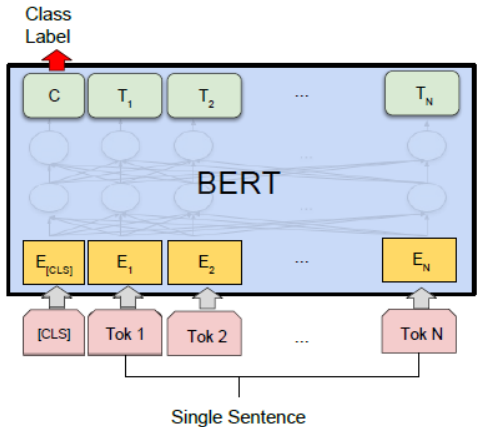 Class
Label
C T1 T2 ... TN
...
BERT
...
E[CLS] E1 E2 ... EN
[CLS] Tok 1 Tok 2 ... Tok N
Single Sentence